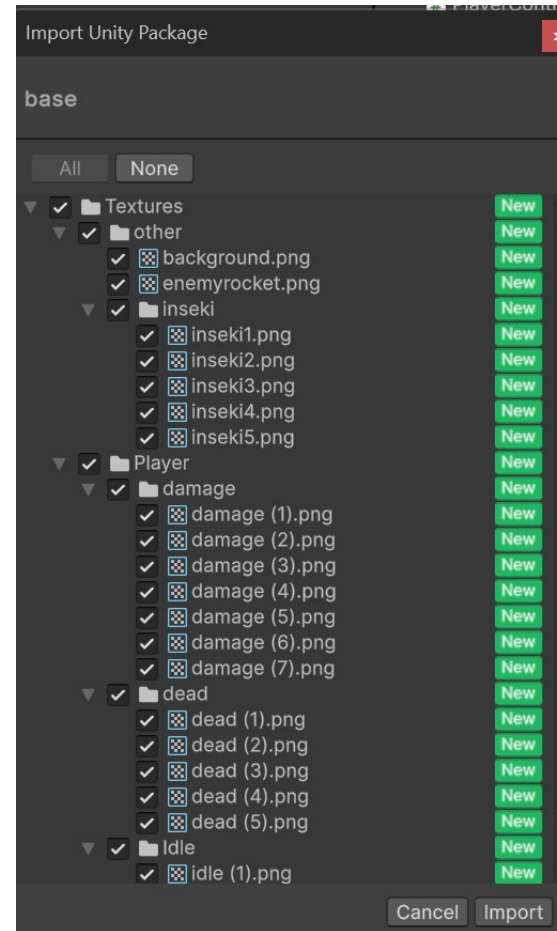 Import Unity Package
base
All None
Textures New
other New
background.png New
enemyrocket.png New
inseki New
inseki1.png New
inseki2.png New
inseki3.png New
inseki4.png New
inseki5.png New
Player New
damage New
damage (1).png New
damage (2).png New
damage (3).png New
damage (4).png New
damage (5).png New
damage (6).png New
damage (7).png New
dead New
dead (1).png New
dead (2).png New
dead (3).png New
dead (4).png New
dead (5).png New
Idle New
idle (1).png New
Cancel Import